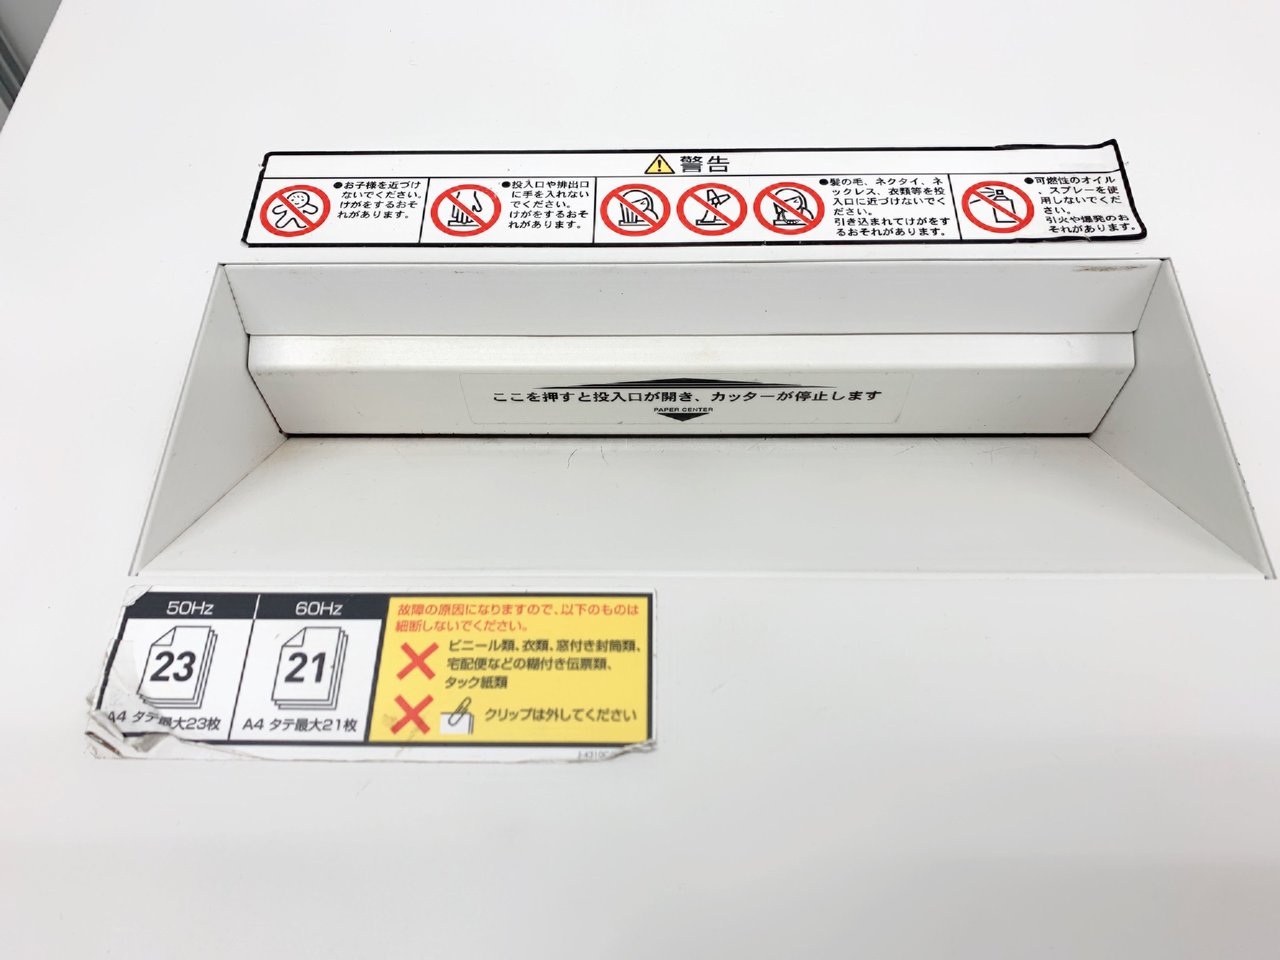 警告
●お子様を近づけ
ないでください。
けがをするおそ
れがあります。
●投入口や排出口
に手を入れない
でください。
けがをするおそ
れがあります。
●髪の毛、ネクタイ、ネ
ックレス、衣類等を投
入口に近づけないでく
ださい。
引き込まれてけがをす
るおそれがあります。
●可燃性のオイル
、スプレーを使
用しないでくだ
さい。
引火や爆発のお
それがあります。
ここを押すと投入口が開き、カッターが停止します
PAPER CENTER
50Hz
23
A4 タテ最大23枚
60Hz
21
A4 タテ最大21枚
故障の原因になりますので、以下のものは
細断しないでください。
ビニール類、衣類、窓付き封筒類、
宅配便などの糊付き伝票類、
タック紙類
クリップは外してください